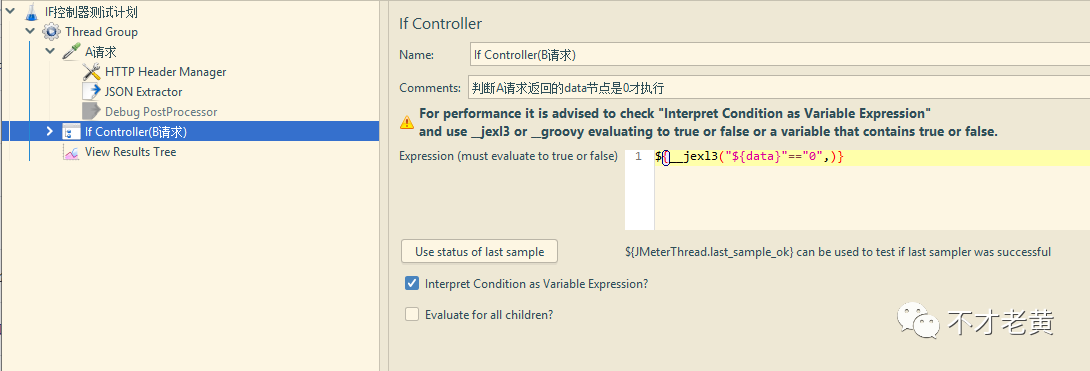 IF控制器测试计划
Thread Group
A请求
HTTP Header Manager
JSON Extractor
Debug PostProcessor
If Controller(B请求)
View Results Tree
If Controller
Name: If Controller(B请求)
Comments: 判断A请求返回的data节点是0才执行
For performance it is advised to check "Interpret Condition as Variable Expression"
and use __jexl3 or __groovy evaluating to true or false or a variable that contains true or false.
Expression (must evaluate to true or false) 1 ${__jexl3("${data}"=="0",)}
Use status of last sample ${JMeterThread.last_sample_ok} can be used to test if last sampler was successful
Interpret Condition as Variable Expression?
Evaluate for all children?
不才老黄